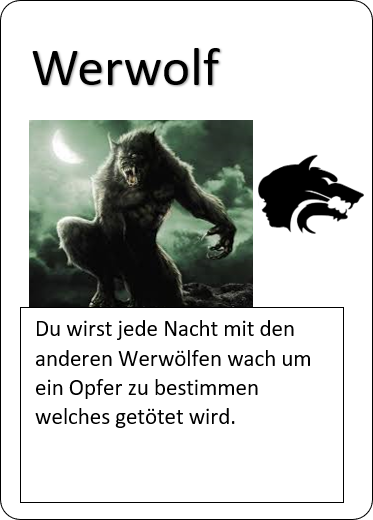 Werwolf
Du wirst jede Nacht mit den
anderen Werwölfen wach um
ein Opfer zu bestimmen
welches getötet wird.